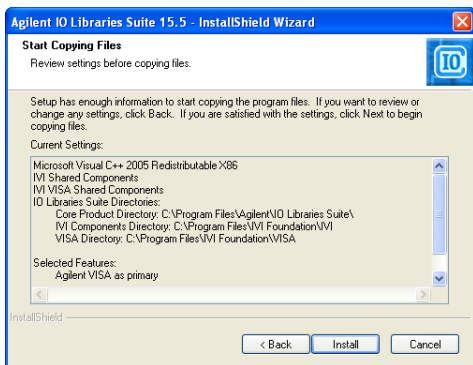 Agilent IO Libraries Suite 15.5 - InstallShield Wizard
Start Copying Files
Review settings before copying files.
IO
Setup has enough information to start copying the program files. If you want to review or
change any settings, click Back. If you are satisfied with the settings, click Next to begin
copying files.
Current Settings:
Microsoft Visual C++ 2005 Redistributable X86
IVI Shared Components
IVI VISA Shared Components
IO Libraries Suite Directories:
Core Product Directory: C:\Program Files\Agilent\IO Libraries Suite\
IVI Components Directory: C:\Program Files\IVI Foundation\IVI
VISA Directory: C:\Program Files\IVI Foundation\VISA
Selected Features:
Agilent VISA as primary
InstallShield
< Back
Install
Cancel